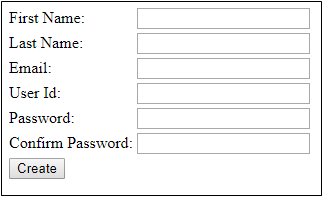 First Name:
Last Name:
Email:
User Id:
Password:
Confirm Password:
Create